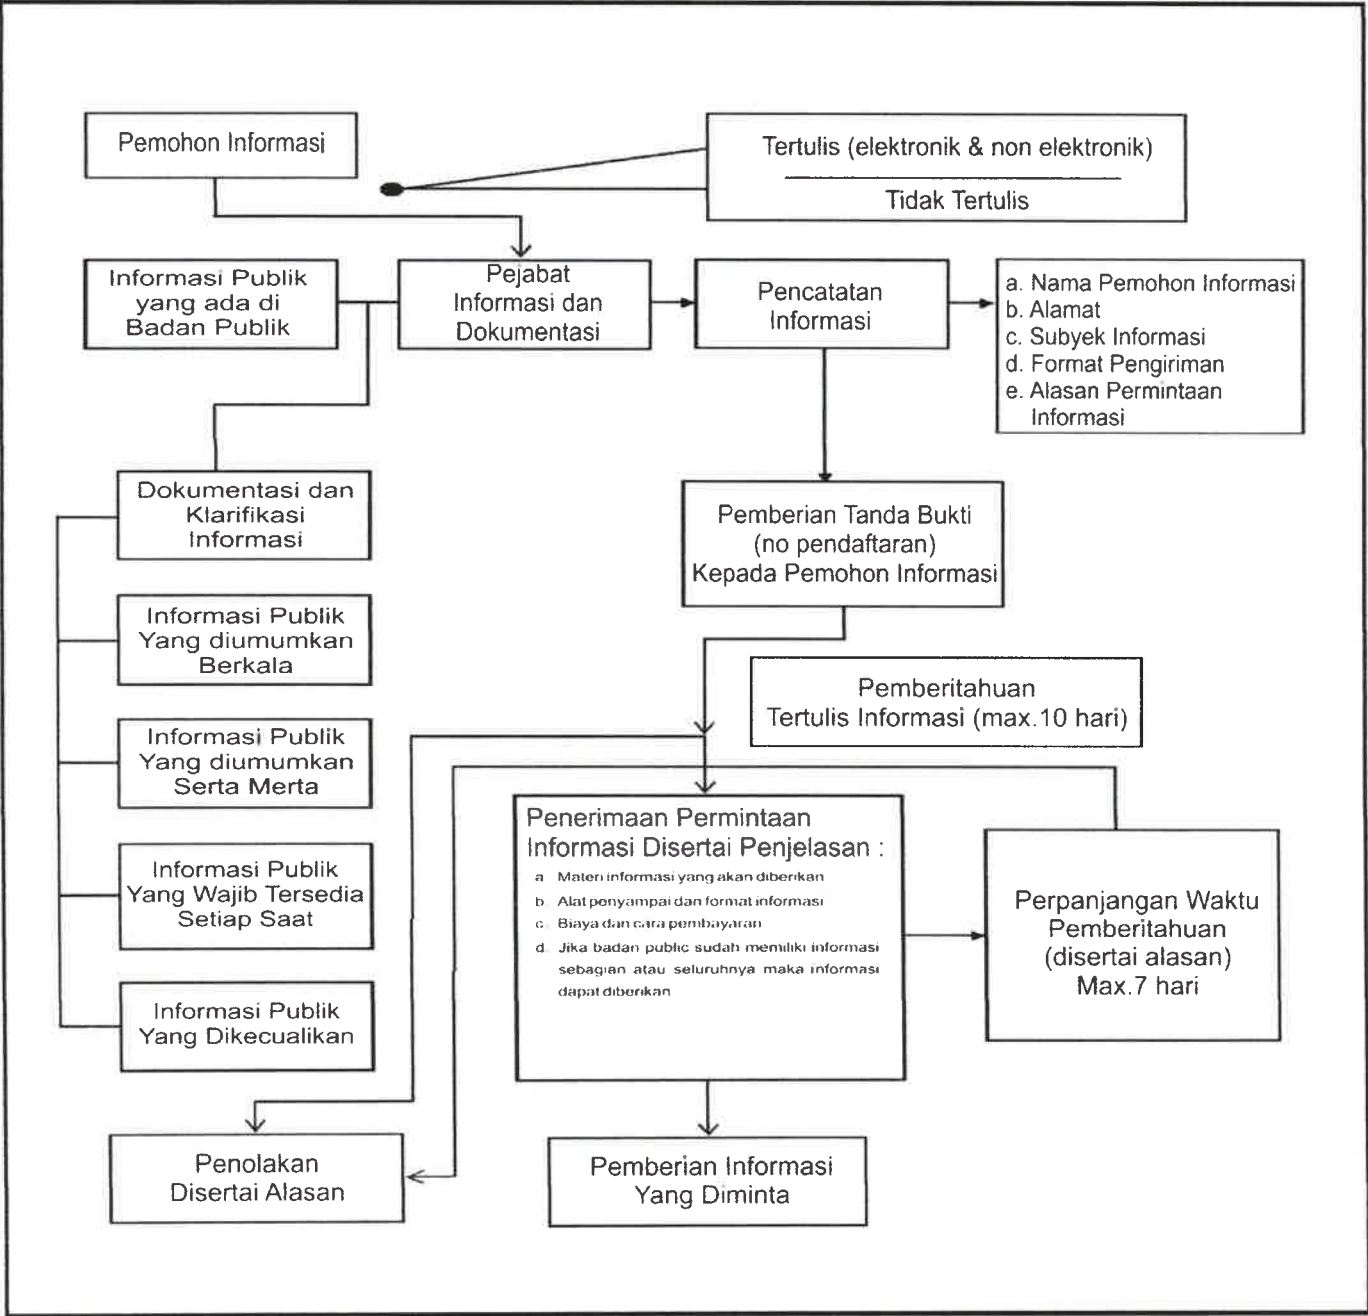 Pemohon Informasi
Tertulis (elektronik & non elektronik)
Tidak Tertulis
Informasi Publik
yang ada di
Badan Publik
Pejabat
Informasi dan
Dokumentasi
Pencatatan
Informasi
a. Nama Pemohon Informasi
b. Alamat
c. Subyek Informasi
d. Format Pengiriman
e. Alasan Permintaan
Informasi
Dokumentasi dan
Klarifikasi
Informasi
Pemberian Tanda Bukti
(no pendaftaran)
Kepada Pemohon Informasi
Informasi Publik
Yang diumumkan
Berkala
Pemberitahuan
Tertulis Informasi (max.10 hari)
Informasi Publik
Yang diumumkan
Serta Merta
Penerimaan Permintaan
Informasi Disertai Penjelasan :
a Materi informasi yang akan diberikan
b. Alat penyampai dan format informasi
c. Biaya dan cara pembayaran
d. Jika badan public sudah memiliki informasi
sebagian atau seluruhnya maka informasi
dapat diberikan
Informasi Publik
Yang Wajib Tersedia
Setiap Saat
Perpanjangan Waktu
Pemberitahuan
(disertai alasan)
Max.7 hari
Informasi Publik
Yang Dikecualikan
Penolakan
Disertai Alasan
Pemberian Informasi
Yang Diminta